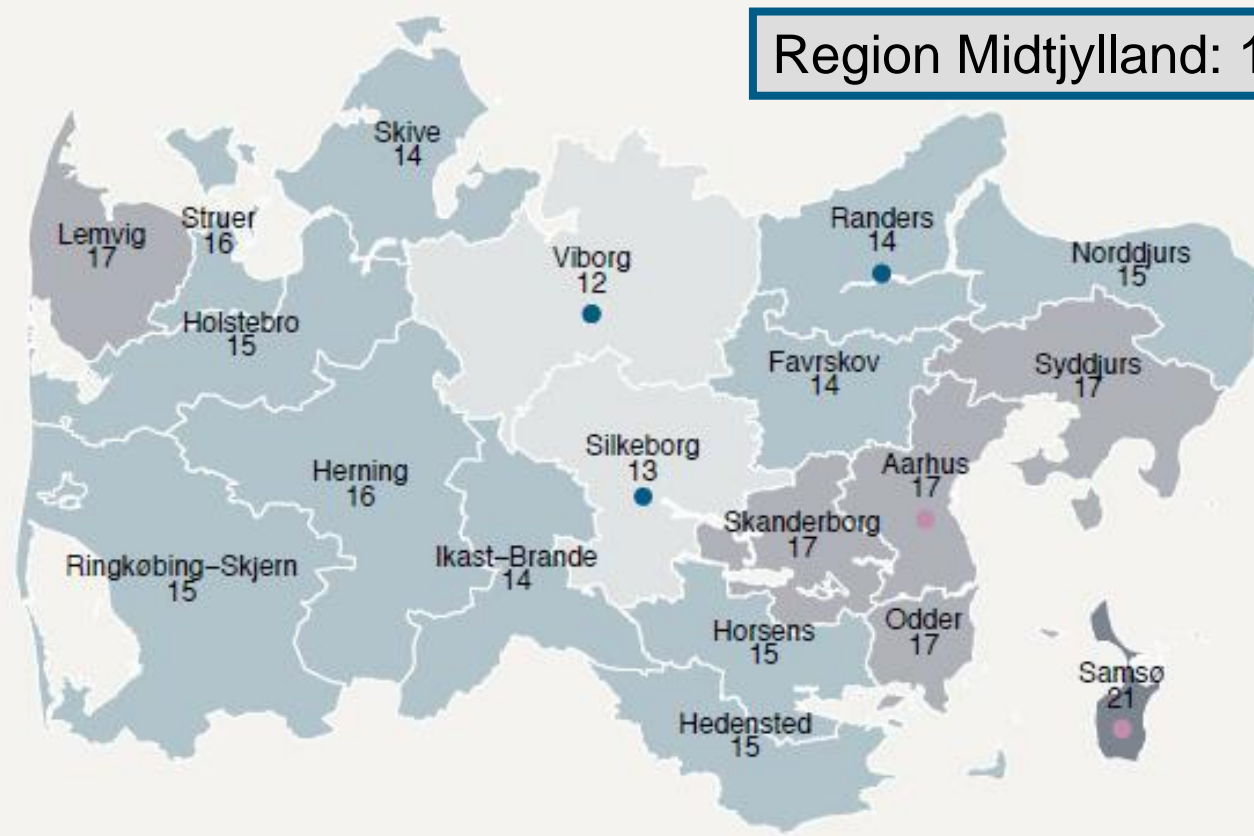 Region Midtjylland: 1
Skive
14
Lemvig
17
Struer
16
Holstebro
15
Viborg
12
Randers
14
Norddjurs
15
Favrskov
14
Syddjurs
17
Herning
16
Silkeborg
13
Aarhus
17
Skanderborg
17
Ringkøbing–Skjern
15
Ikast–Brande
14
Horsens
15
Odder
17
Samsø
21
Hedensted
15